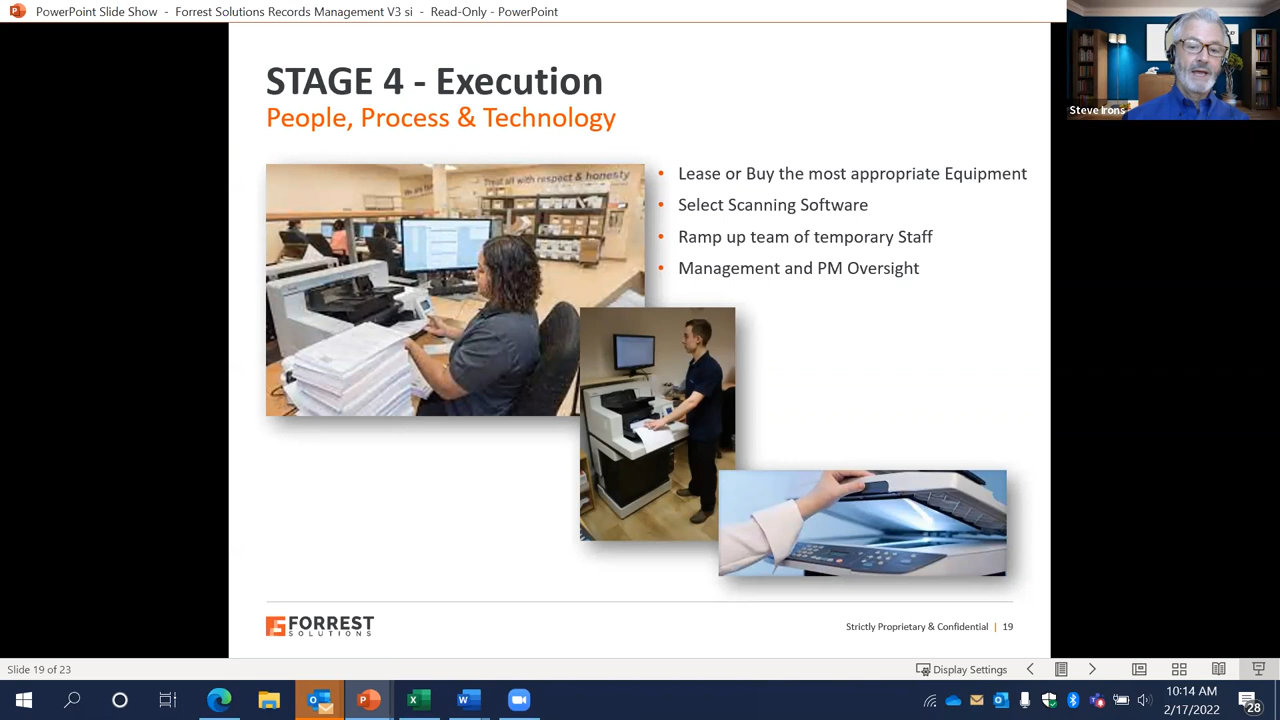 PowerPoint Slide Show - Forrest Solutions Records Management V3 si - Read-Only - PowerPoint
Steve Irons
STAGE 4 - Execution
People, Process & Technology
Treat all with respect & honesty
• Lease or Buy the most appropriate Equipment
• Select Scanning Software
• Ramp up team of temporary Staff
• Management and PM Oversight
FORREST
SOLUTIONS
Strictly Proprietary & Confidential | 19
Slide 19 of 23
Display Settings
10:14 AM
2/17/2022
28